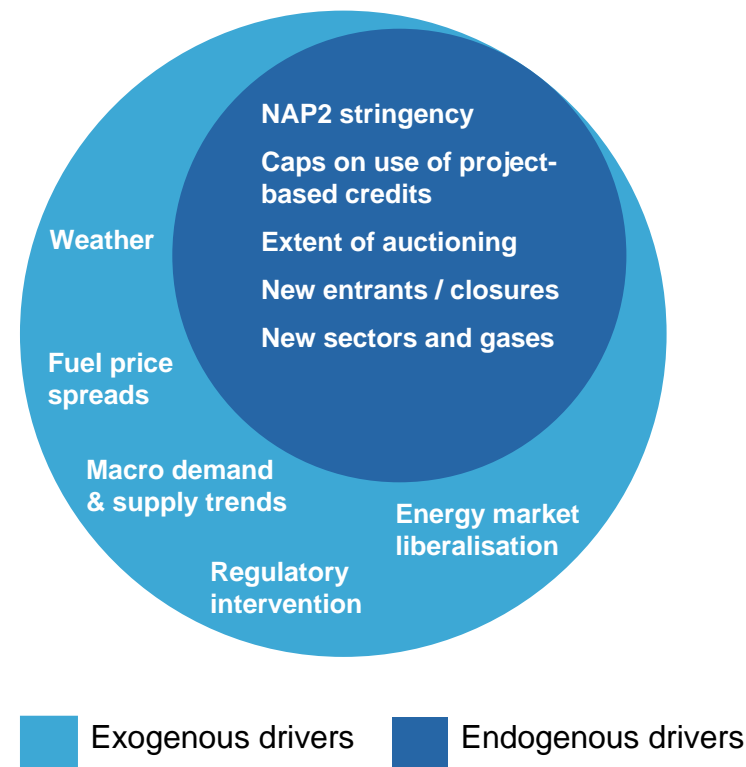 NAP2 stringency
Caps on use of project-
based credits
Extent of auctioning
New entrants / closures
New sectors and gases
Weather
Fuel price
spreads
Macro demand
& supply trends
Regulatory
intervention
Energy market
liberalisation
Exogenous drivers
Endogenous drivers